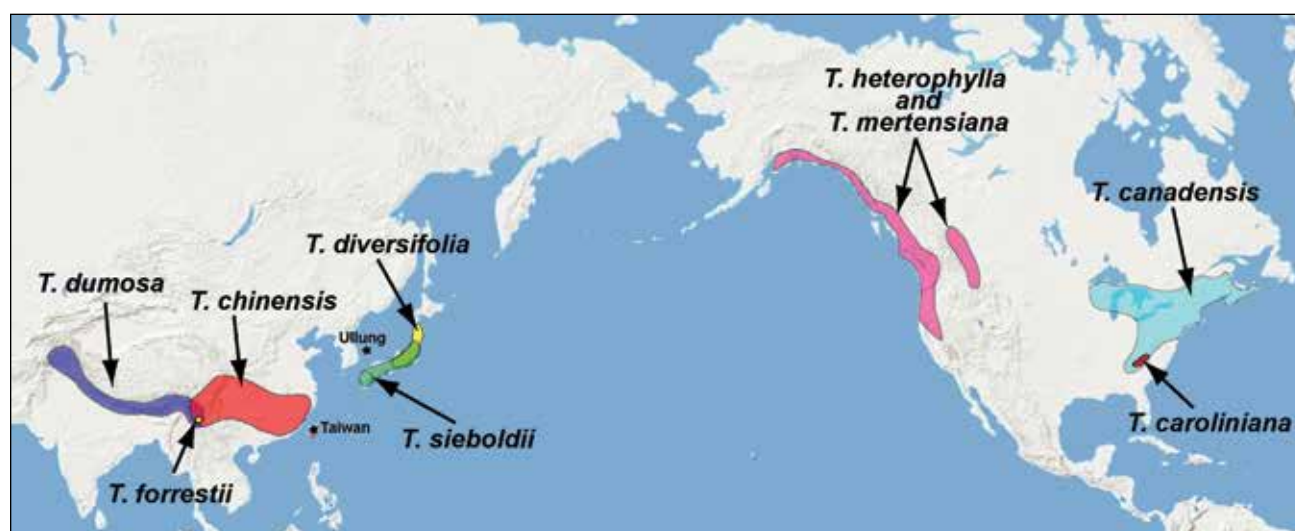 T. heterophylla
and
T. mertensiana
T. canadensis
T. diversifolia
T. dumosa
T. chinensis
Ullung
Taiwan
T. sieboldii
T. caroliniana
T. forrestii